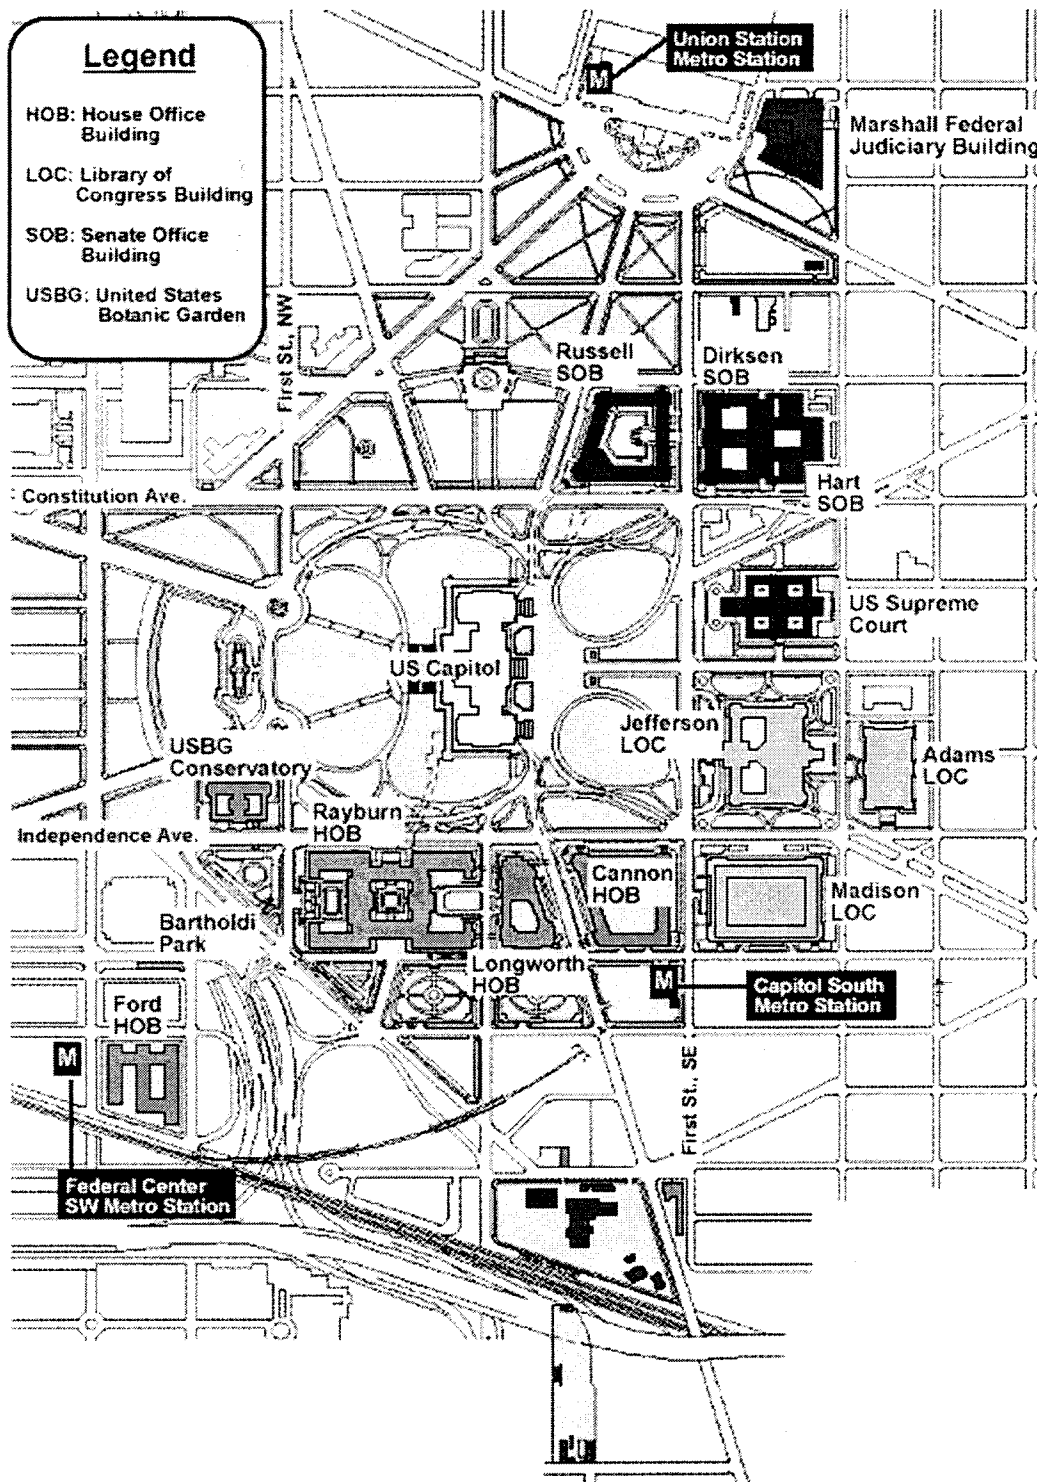 Legend
HOB: House Office
Building
LOC: Library of
Congress Building
SOB: Senate Office
Building
USBG: United States
Botanic Garden
Union Station
Metro Station
M
Marshall Federal
Judiciary Building
First St., NW
Russell
SOB
Dirksen
SOB
Hart
SOB
Constitution Ave.
US Supreme
Court
US Capitol
Jefferson
LOC
Adams
LOC
USBG
Conservatory
Rayburn
HOB
Independence Ave.
Cannon
HOB
Madison
LOC
Bartholdi
Park
Longworth
HOB
M
Capitol South
Metro Station
Ford
HOB
M
First St., SE
Federal Center
SW Metro Station